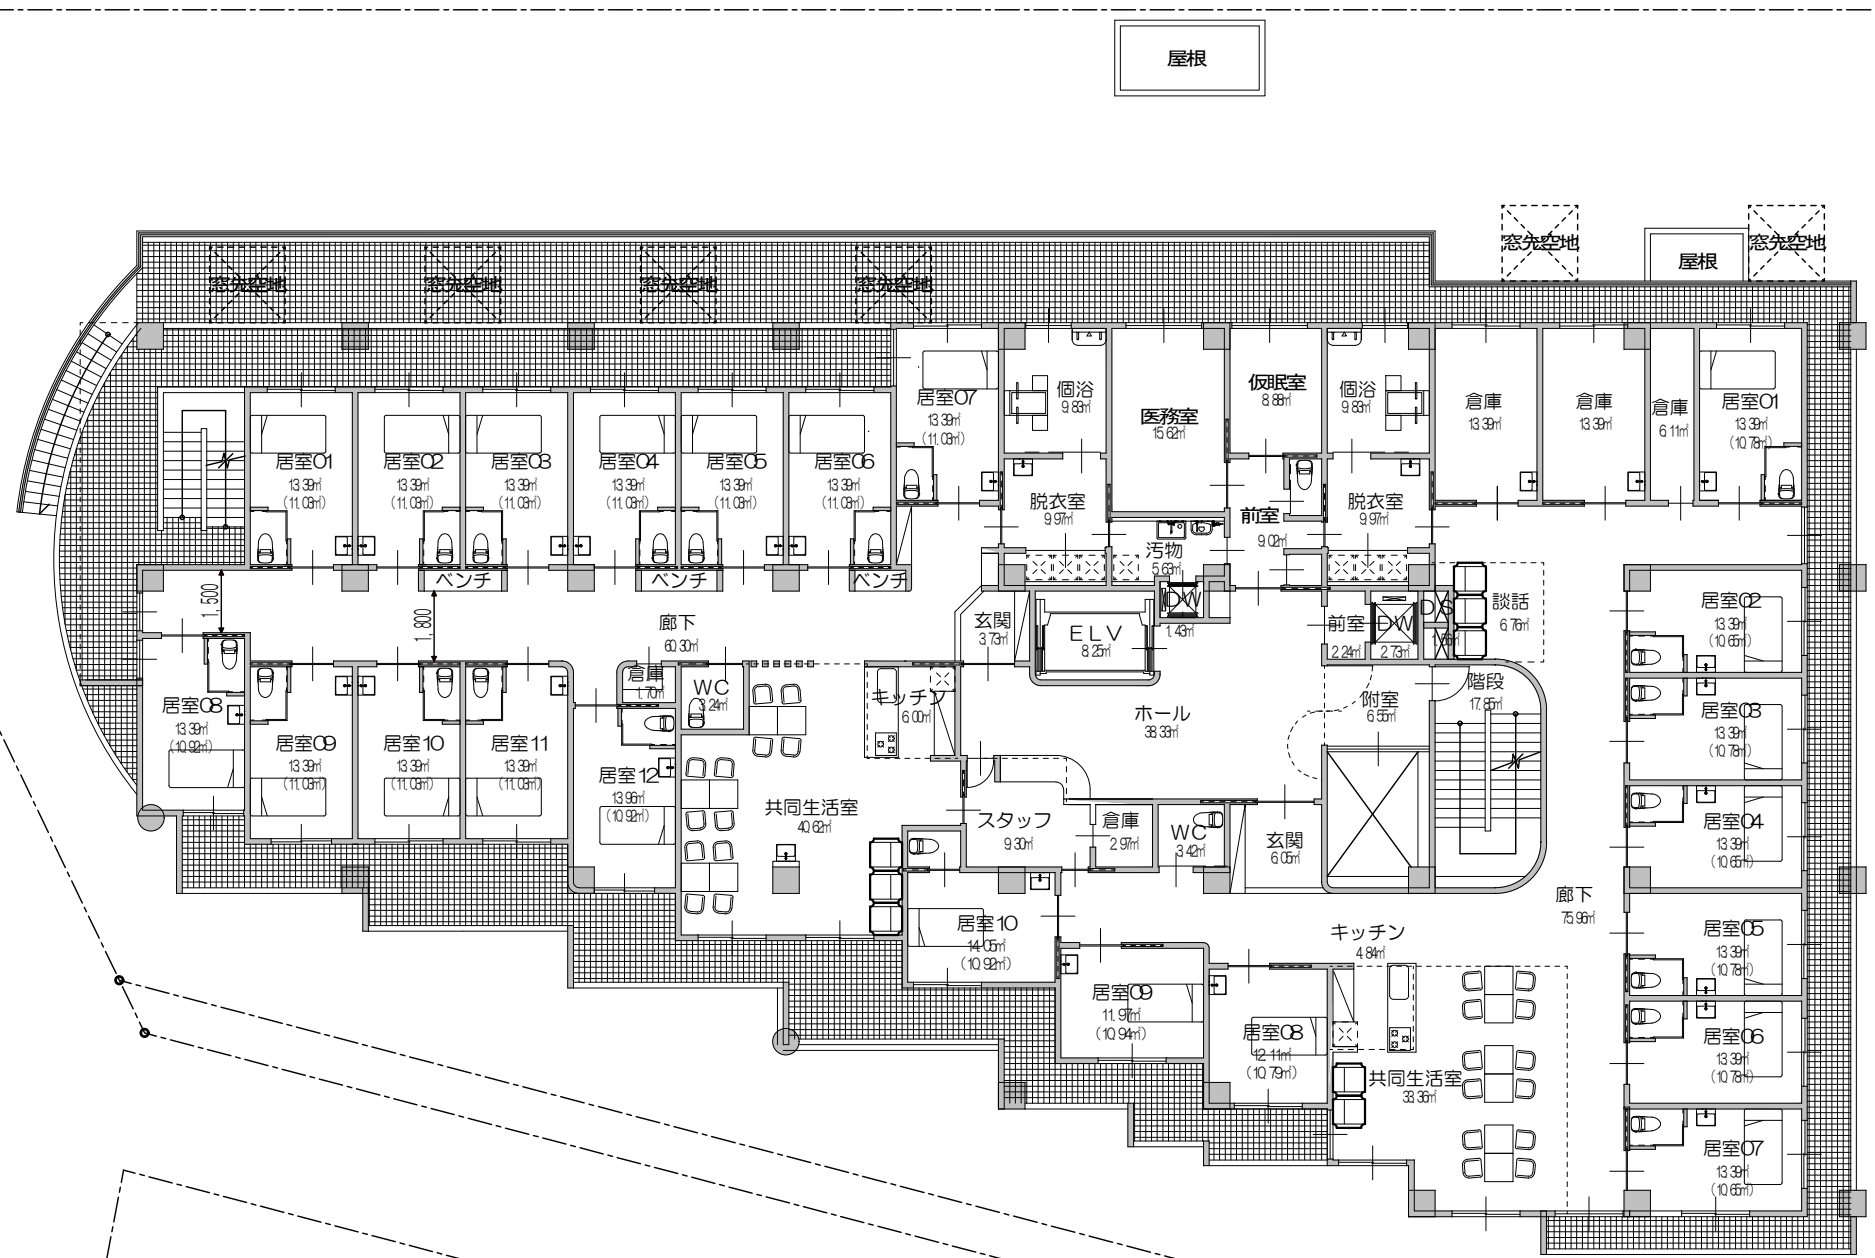 屋根
窓先空地
窓先空地
屋根
窓先空地
窓先空地
窓先空地
窓先空地
居室07
13.39㎡
(11.03㎡)
個浴
9.83㎡
医務室
15.62㎡
仮眠室
8.88㎡
個浴
9.83㎡
倉庫
13.39㎡
倉庫
13.39㎡
倉庫
6.11㎡
居室01
13.39㎡
(10.78㎡)
居室01
13.39㎡
(11.03㎡)
居室02
13.39㎡
(11.03㎡)
居室03
13.39㎡
(11.03㎡)
居室04
13.39㎡
(11.03㎡)
居室05
13.39㎡
(11.03㎡)
居室06
13.39㎡
(11.03㎡)
脱衣室
9.97㎡
前室
9.02㎡
脱衣室
9.97㎡
汚物
5.63㎡
ベンチ
ベンチ
ベンチ
1,500
1,800
廊下
60.30㎡
玄関
3.73㎡
ELV
8.25㎡
DW
1.43㎡
前室
2.24㎡
DW
2.73㎡
DS
1.56㎡
談話
6.76㎡
居室02
13.39㎡
(10.65㎡)
倉庫
1.70㎡
WC
3.24㎡
キッチン
6.00㎡
ホール
38.33㎡
附室
6.55㎡
階段
17.85㎡
居室03
13.39㎡
(10.78㎡)
居室08
13.39㎡
(10.92㎡)
居室09
13.39㎡
(11.03㎡)
居室10
13.39㎡
(11.03㎡)
居室11
13.39㎡
(11.03㎡)
居室12
13.96㎡
(10.92㎡)
共同生活室
40.62㎡
スタッフ
9.30㎡
倉庫
2.97㎡
WC
3.42㎡
玄関
6.05㎡
居室04
13.39㎡
(10.65㎡)
廊下
75.96㎡
居室10
14.05㎡
(10.92㎡)
キッチン
4.84㎡
居室05
13.39㎡
(10.78㎡)
居室09
11.97㎡
(10.94㎡)
居室08
12.11㎡
(10.79㎡)
居室06
13.39㎡
(10.78㎡)
共同生活室
33.36㎡
居室07
13.39㎡
(10.65㎡)